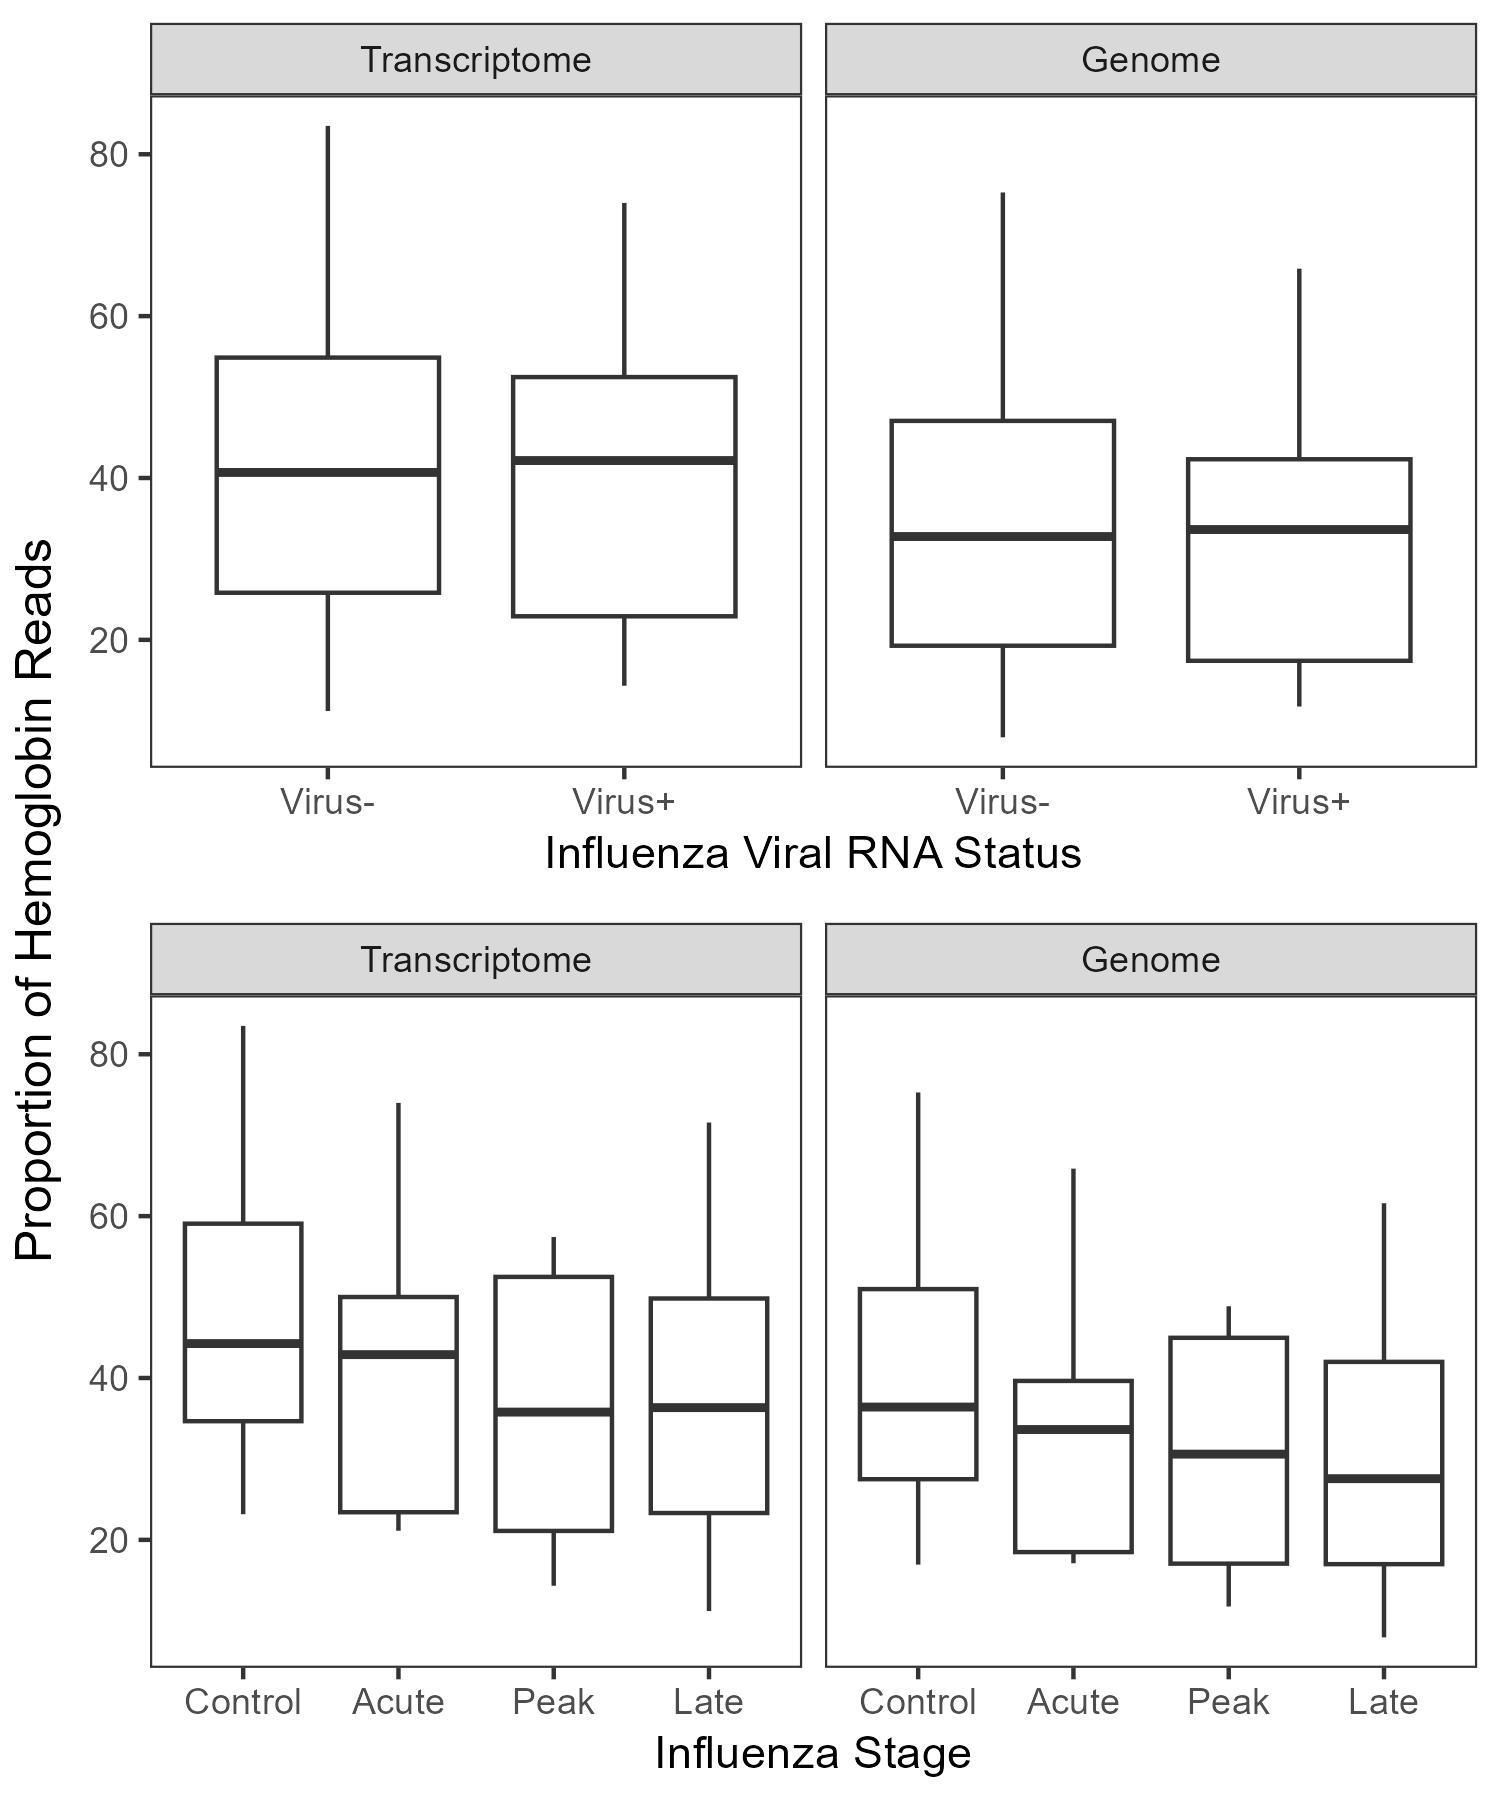 Transcriptome
Genome
80
60
40
20
Virus-
Virus+
Virus-
Virus+
Influenza Viral RNA Status
Proportion of Hemoglobin Reads
Transcriptome
Genome
80
60
40
20
Control
Acute
Peak
Late
Control
Acute
Peak
Late
Influenza Stage